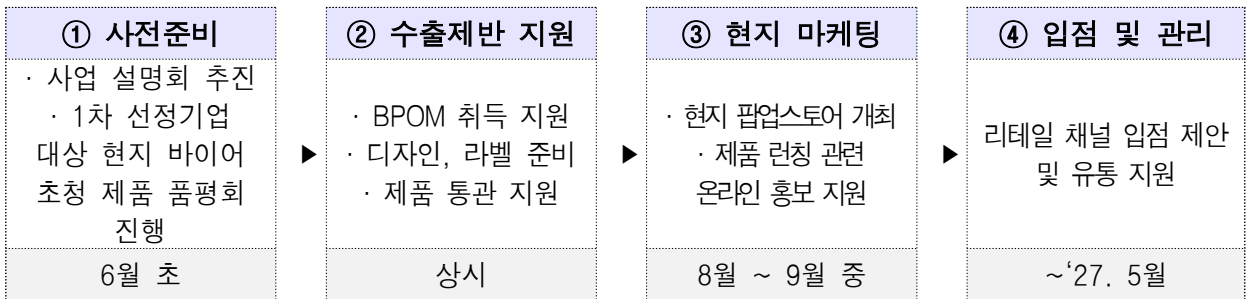 ① 사전준비
· 사업 설명회 추진
· 1차 선정기업
대상 현지 바이어
초청 제품 품평회
진행
6월 초
▶
② 수출제반 지원
· BPOM 취득 지원
· 디자인, 라벨 준비
· 제품 통관 지원
상시
▶
③ 현지 마케팅
· 현지 팝업스토어 개최
· 제품 런칭 관련
온라인 홍보 지원
8월 ~ 9월 중
▶
④ 입점 및 관리
리테일 채널 입점 제안
및 유통 지원
~‘27. 5월